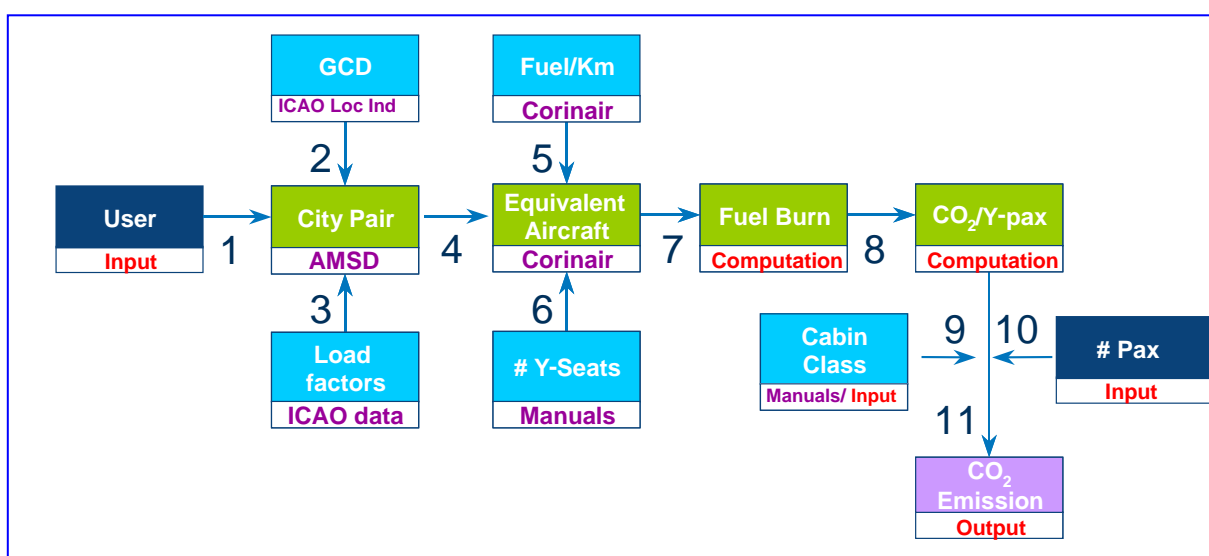 GCD
ICAO Loc Ind
Fuel/Km
Corinair
2
5
User
Input
1
City Pair
AMSD
4
Equivalent
Aircraft
Corinair
7
Fuel Burn
Computation
8
CO₂/Y-pax
Computation
3
6
Load
factors
ICAO data
# Y-Seats
Manuals
Cabin
Class
Manuals/ Input
9
10
# Pax
Input
11
CO₂
Emission
Output